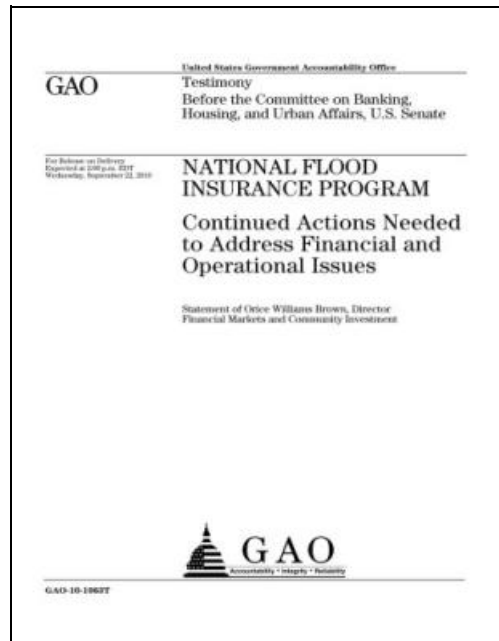 United States Government Accountability Office
GAO
Testimony
Before the Committee on Banking,
Housing, and Urban Affairs, U.S. Senate
For Release on Delivery
Expected at 2:00 p.m. EDT
Wednesday, September 22, 2010
NATIONAL FLOOD
INSURANCE PROGRAM
Continued Actions Needed
to Address Financial and
Operational Issues
Statement of Orice Williams Brown, Director
Financial Markets and Community Investment
GAO
Accountability * Integrity * Reliability
GAO-10-1063T